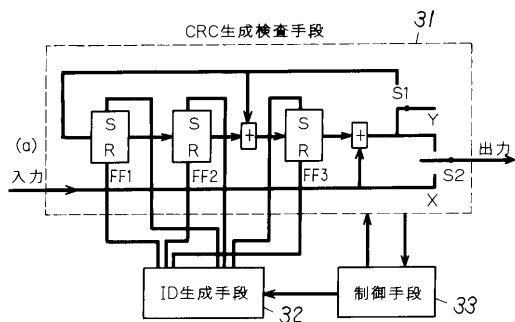 CRC生成検査手段
31
S1
Y
S
R
S
R
+
S
R
+
(a)
出力
S2
入力
FF1
FF2
FF3
X
ID生成手段
制御手段
32
33